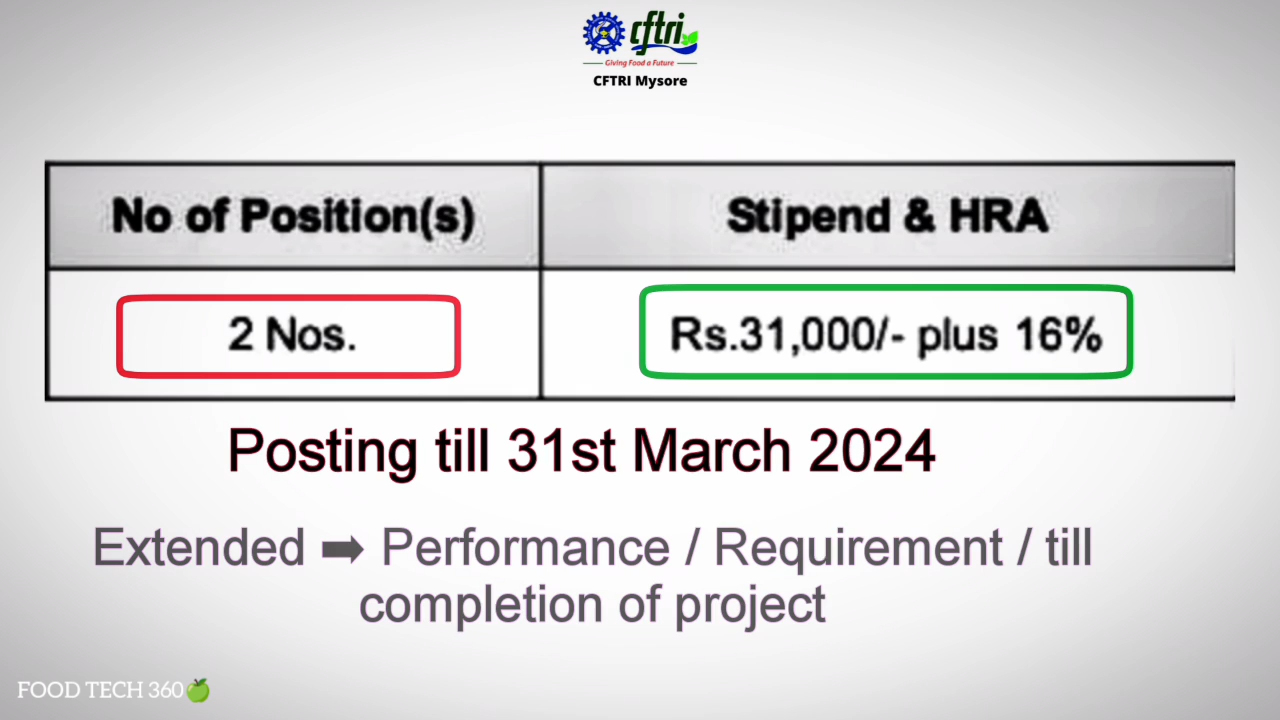 cftri
Giving Food a Future
CFTRI Mysore
No of Position(s) Stipend & HRA
2 Nos. Rs.31,000/- plus 16%
Posting till 31st March 2024
Extended ➡ Performance / Requirement / till
completion of project
FOOD TECH 360🍏